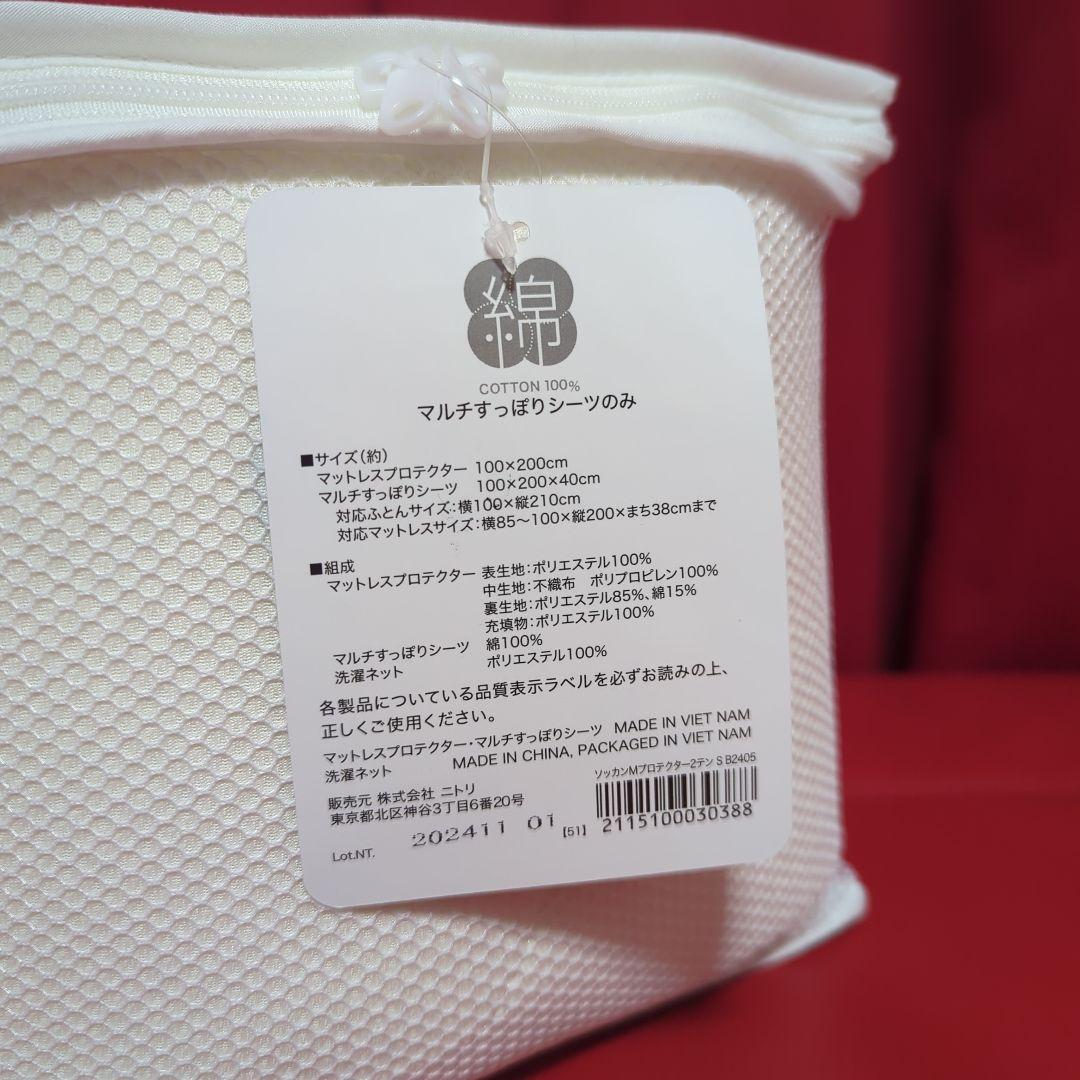 綿
COTTON 100%
マルチすっぽりシーツのみ
■サイズ(約)
マットレスプロテクター 100×200cm
マルチすっぽりシーツ 100×200×40cm
対応ふとんサイズ:横100×縦210cm
対応マットレスサイズ:横85〜100×縦200×まち38cmまで
■組成
マットレスプロテクター 表生地:ポリエステル100%
中生地:不織布 ポリプロピレン100%
裏生地:ポリエステル85%、綿15%
充填物:ポリエステル100%
マルチすっぽりシーツ 綿100%
洗濯ネット ポリエステル100%
各製品についている品質表示ラベルを必ずお読みの上、
正しくご使用ください。
マットレスプロテクター・マルチすっぽりシーツ MADE IN VIET NAM
洗濯ネット MADE IN CHINA, PACKAGED IN VIET NAM
販売元 株式会社 ニトリ
東京都北区神谷3丁目6番20号
ソッカンMプロテクター2テン S B2405
Lot.NT. 202411 01
[51] 2115100030388